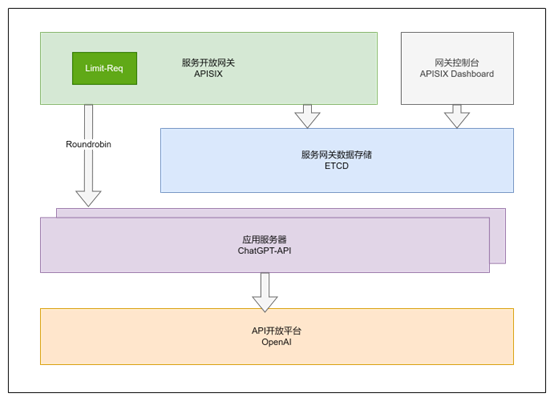 服务开放网关
APISIX
Limit-Req
网关控制台
APISIX Dashboard
Roundrobin
服务网关数据存储
ETCD
应用服务器
ChatGPT-API
API开放平台
OpenAI